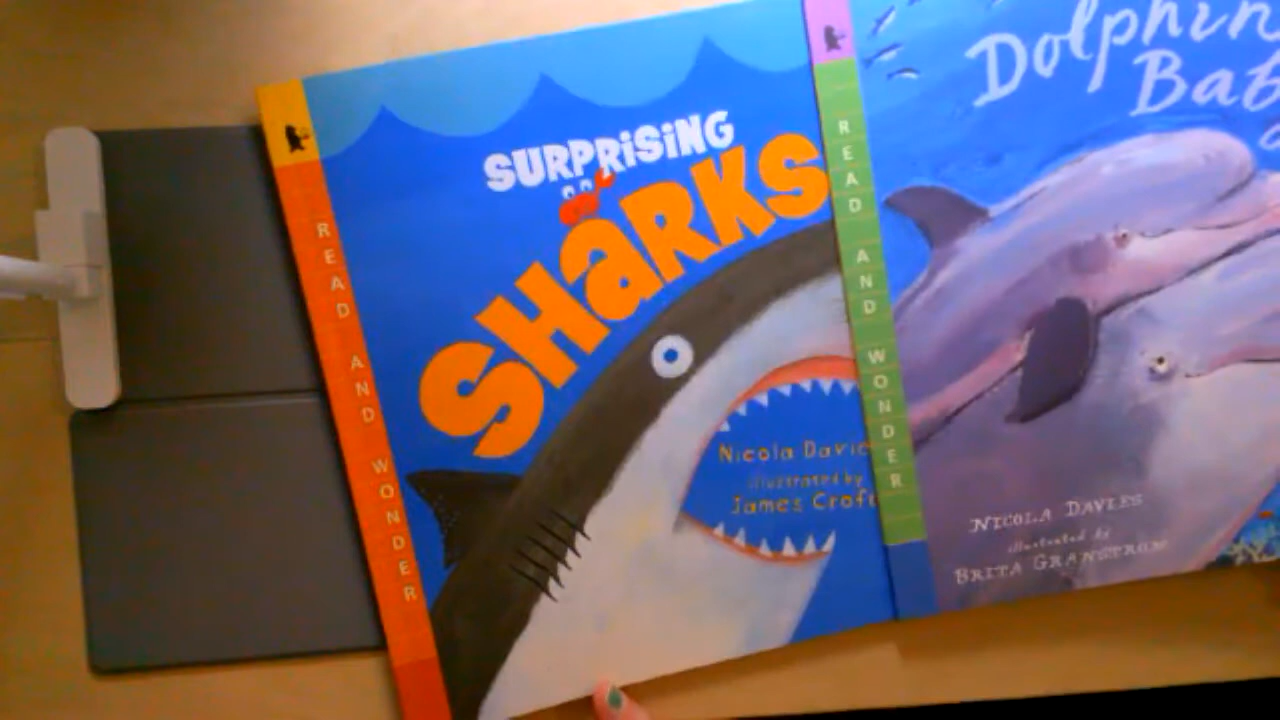 READ AND WONDER
SURPRISING
SHARKS
Nicola Davie
illustrated by
James Crof
READ AND WONDER
Dolphin
Bab
NICOLA DAVIES
illustrated by
BRITA GRANSTRÖM